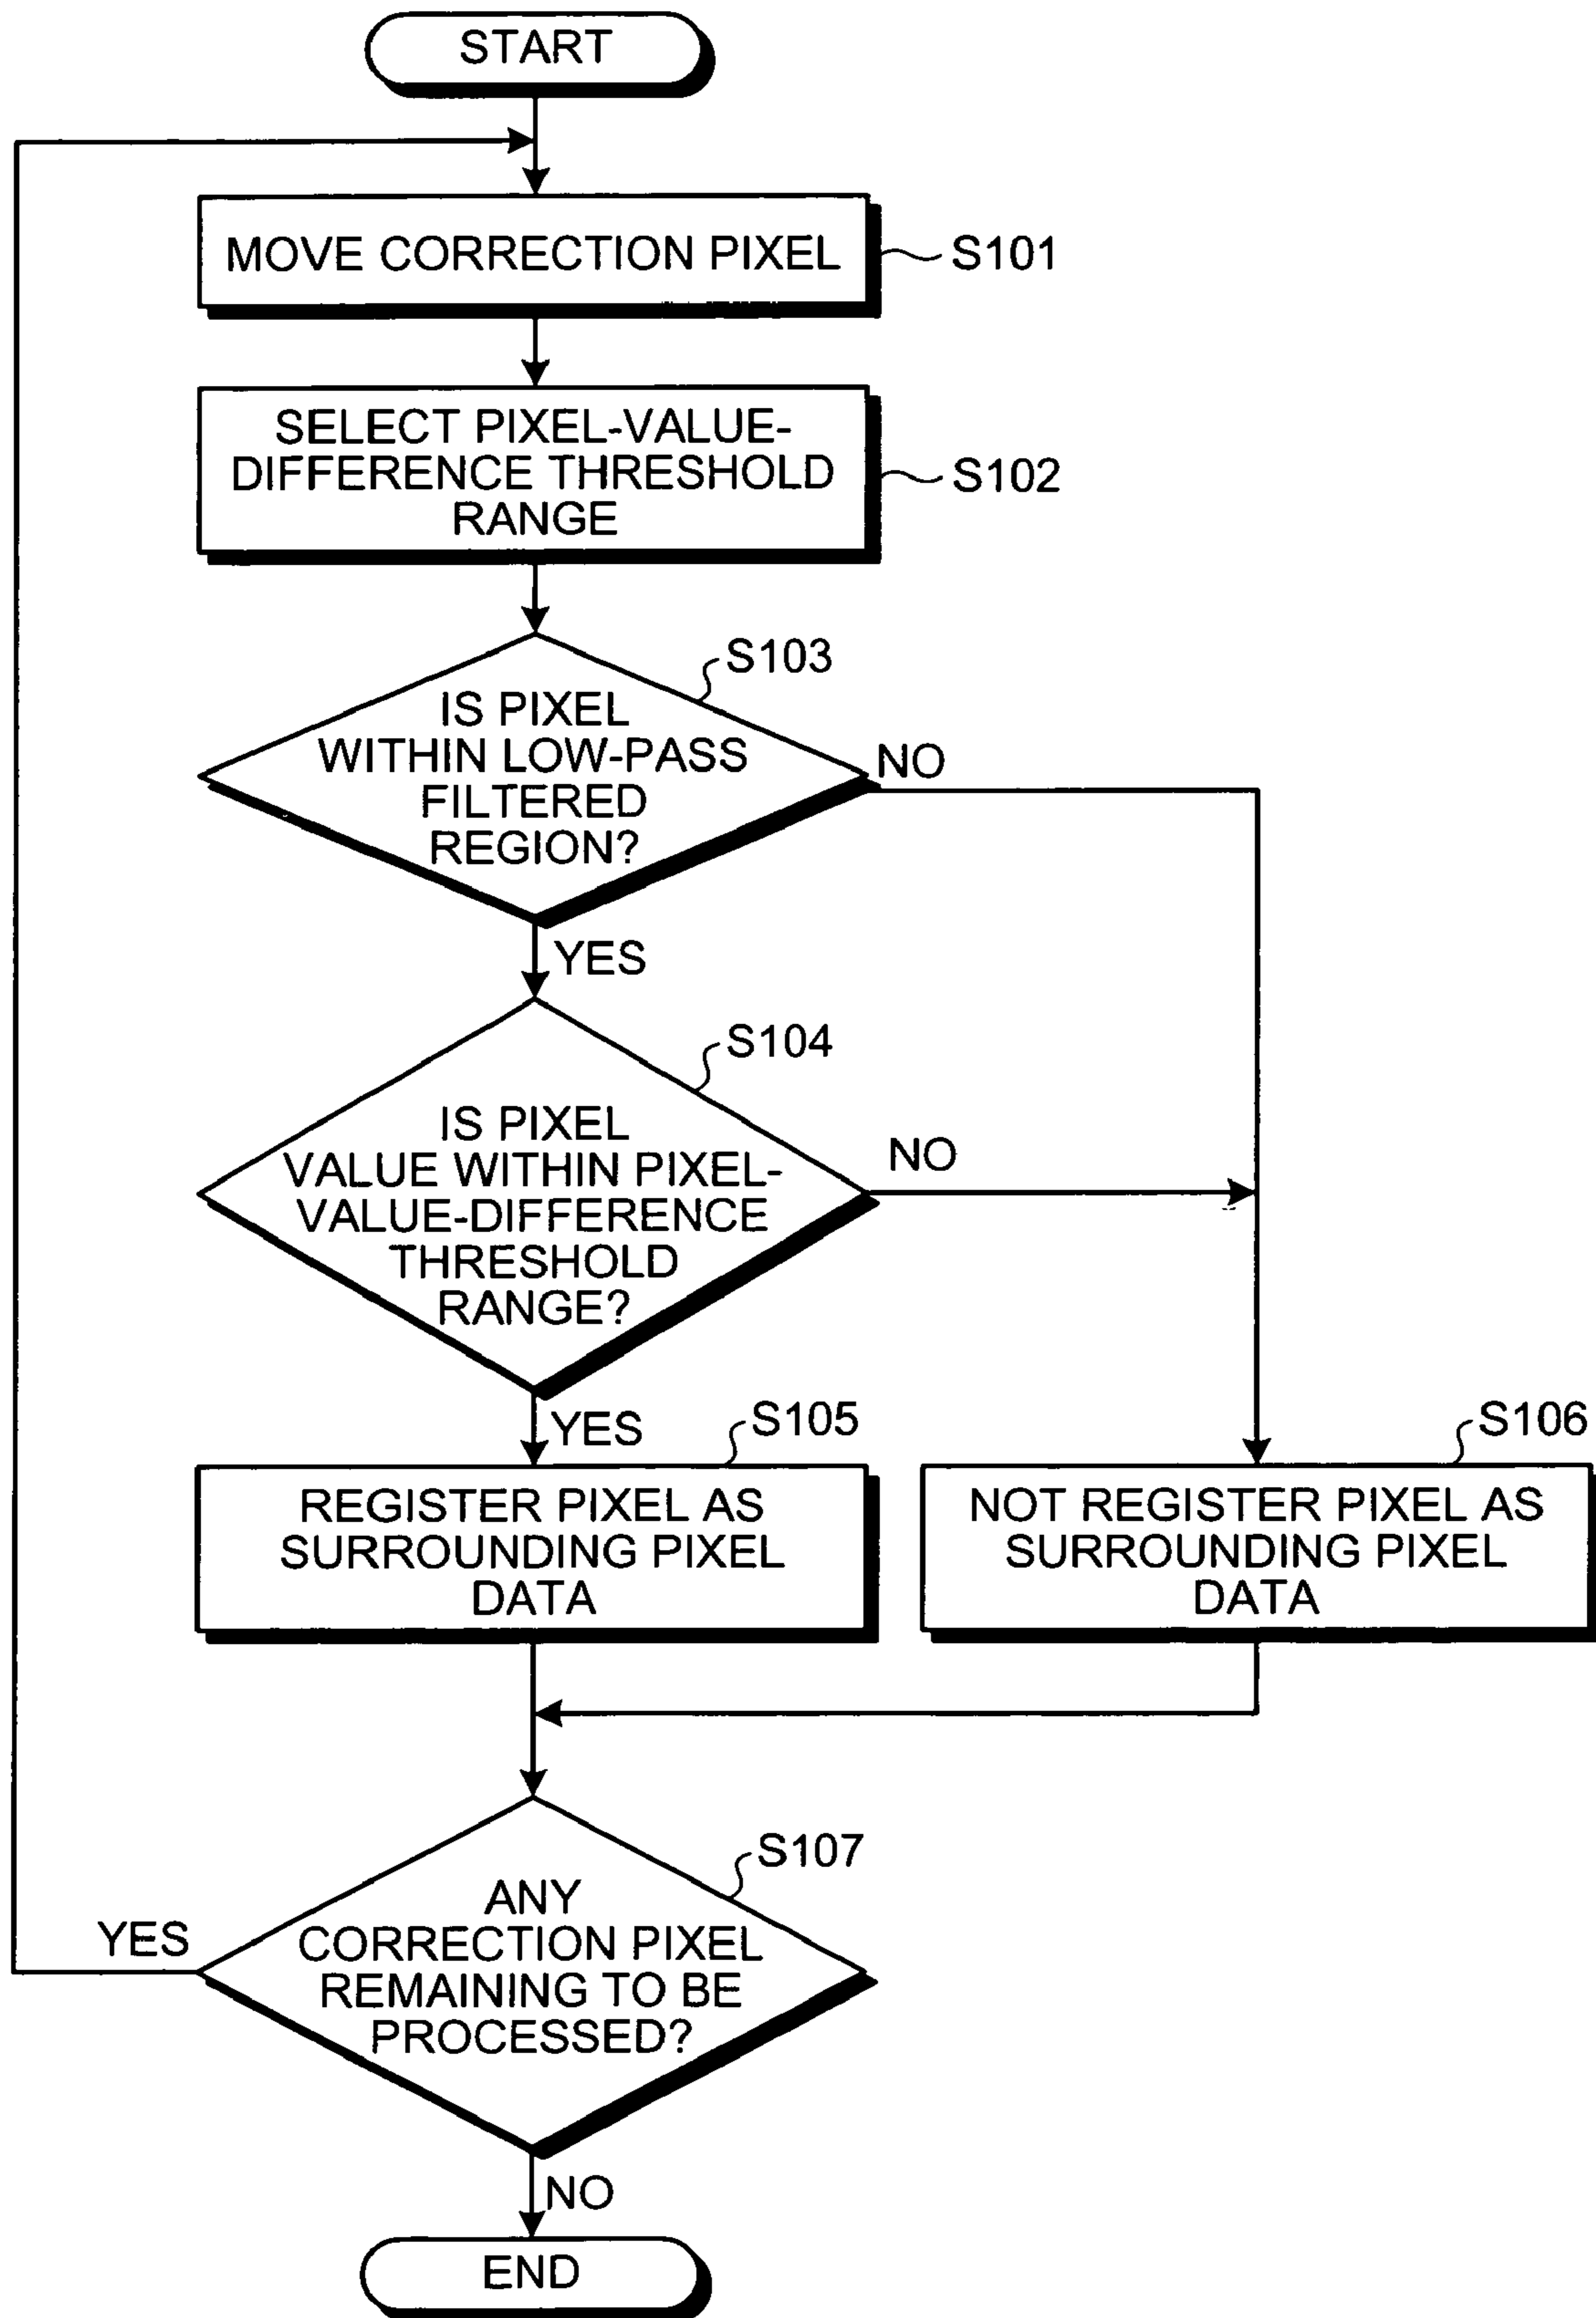 START
MOVE CORRECTION PIXEL
S101
SELECT PIXEL-VALUE-
DIFFERENCE THRESHOLD
RANGE
S102
S103
IS PIXEL
WITHIN LOW-PASS
FILTERED
REGION?
NO
YES
S104
IS PIXEL
VALUE WITHIN PIXEL-
VALUE-DIFFERENCE
THRESHOLD
RANGE?
NO
YES
S105
REGISTER PIXEL AS
SURROUNDING PIXEL
DATA
S106
NOT REGISTER PIXEL AS
SURROUNDING PIXEL
DATA
S107
ANY
CORRECTION PIXEL
REMAINING TO BE
PROCESSED?
YES
NO
END